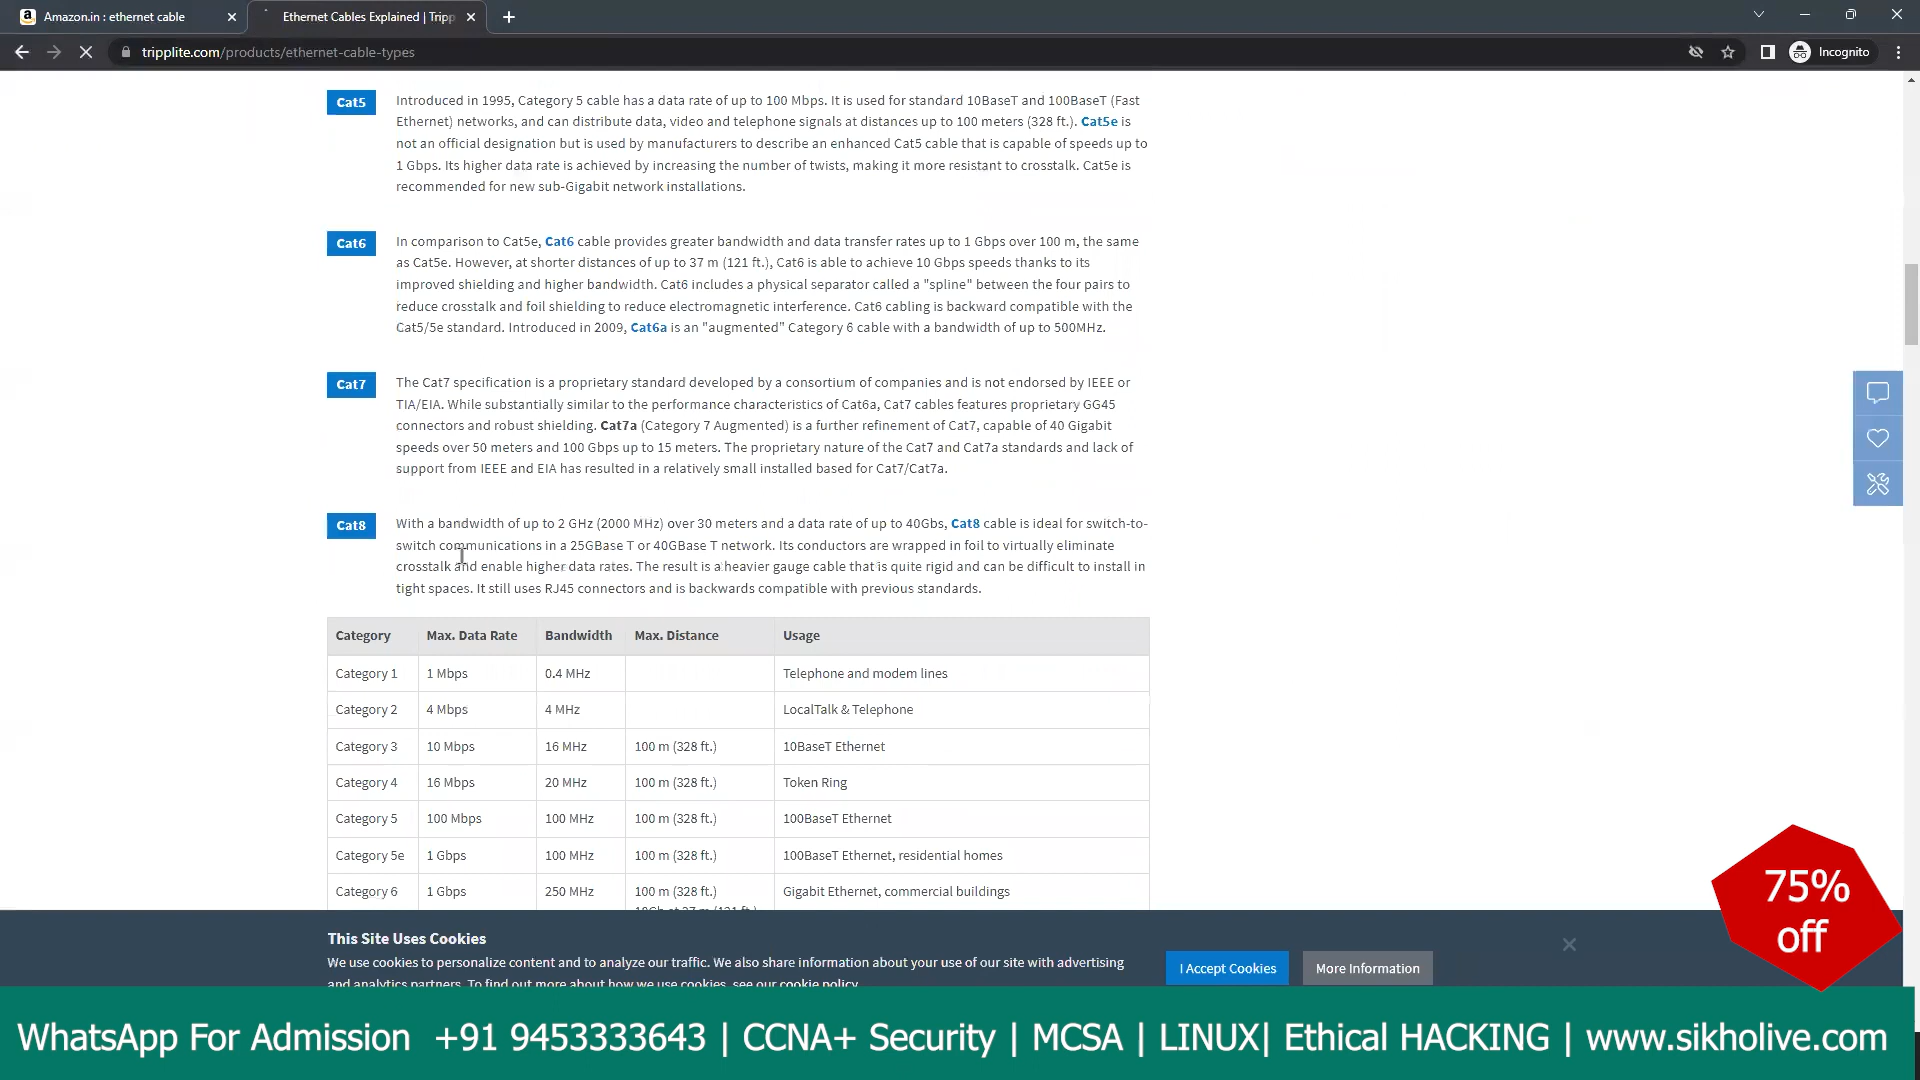 Amazon.in : ethernet cable
Ethernet Cables Explained | Tripp
tripplite.com/products/ethernet-cable-types
Incognito
Cat5
Introduced in 1995, Category 5 cable has a data rate of up to 100 Mbps. It is used for standard 10BaseT and 100BaseT (Fast
Ethernet) networks, and can distribute data, video and telephone signals at distances up to 100 meters (328 ft.). Cat5e is
not an official designation but is used by manufacturers to describe an enhanced Cat5 cable that is capable of speeds up to
1 Gbps. Its higher data rate is achieved by increasing the number of twists, making it more resistant to crosstalk. Cat5e is
recommended for new sub-Gigabit network installations.
Cat6
In comparison to Cat5e, Cat6 cable provides greater bandwidth and data transfer rates up to 1 Gbps over 100 m, the same
as Cat5e. However, at shorter distances of up to 37 m (121 ft.), Cat6 is able to achieve 10 Gbps speeds thanks to its
improved shielding and higher bandwidth. Cat6 includes a physical separator called a "spline" between the four pairs to
reduce crosstalk and foil shielding to reduce electromagnetic interference. Cat6 cabling is backward compatible with the
Cat5/5e standard. Introduced in 2009, Cat6a is an "augmented" Category 6 cable with a bandwidth of up to 500MHz.
Cat7
The Cat7 specification is a proprietary standard developed by a consortium of companies and is not endorsed by IEEE or
TIA/EIA. While substantially similar to the performance characteristics of Cat6a, Cat7 cables features proprietary GG45
connectors and robust shielding. Cat7a (Category 7 Augmented) is a further refinement of Cat7, capable of 40 Gigabit
speeds over 50 meters and 100 Gbps up to 15 meters. The proprietary nature of the Cat7 and Cat7a standards and lack of
support from IEEE and EIA has resulted in a relatively small installed based for Cat7/Cat7a.
Cat8
With a bandwidth of up to 2 GHz (2000 MHz) over 30 meters and a data rate of up to 40Gbs, Cat8 cable is ideal for switch-to-
switch communications in a 25GBase T or 40GBase T network. Its conductors are wrapped in foil to virtually eliminate
crosstalk and enable higher data rates. The result is a heavier gauge cable that is quite rigid and can be difficult to install in
tight spaces. It still uses RJ45 connectors and is backwards compatible with previous standards.
Category Max. Data Rate Bandwidth Max. Distance Usage
Category 1 1 Mbps 0.4 MHz Telephone and modem lines
Category 2 4 Mbps 4 MHz LocalTalk & Telephone
Category 3 10 Mbps 16 MHz 100 m (328 ft.) 10BaseT Ethernet
Category 4 16 Mbps 20 MHz 100 m (328 ft.) Token Ring
Category 5 100 Mbps 100 MHz 100 m (328 ft.) 100BaseT Ethernet
Category 5e 1 Gbps 100 MHz 100 m (328 ft.) 100BaseT Ethernet, residential homes
Category 6 1 Gbps 250 MHz 100 m (328 ft.) Gigabit Ethernet, commercial buildings
75%
off
This Site Uses Cookies
We use cookies to personalize content and to analyze our traffic. We also share information about your use of our site with advertising
and analytics partners. To find out more about how we use cookies, see our cookie policy.
I Accept Cookies
More Information
WhatsApp For Admission +91 9453333643 | CCNA+ Security | MCSA | LINUX| Ethical HACKING | www.sikholive.com